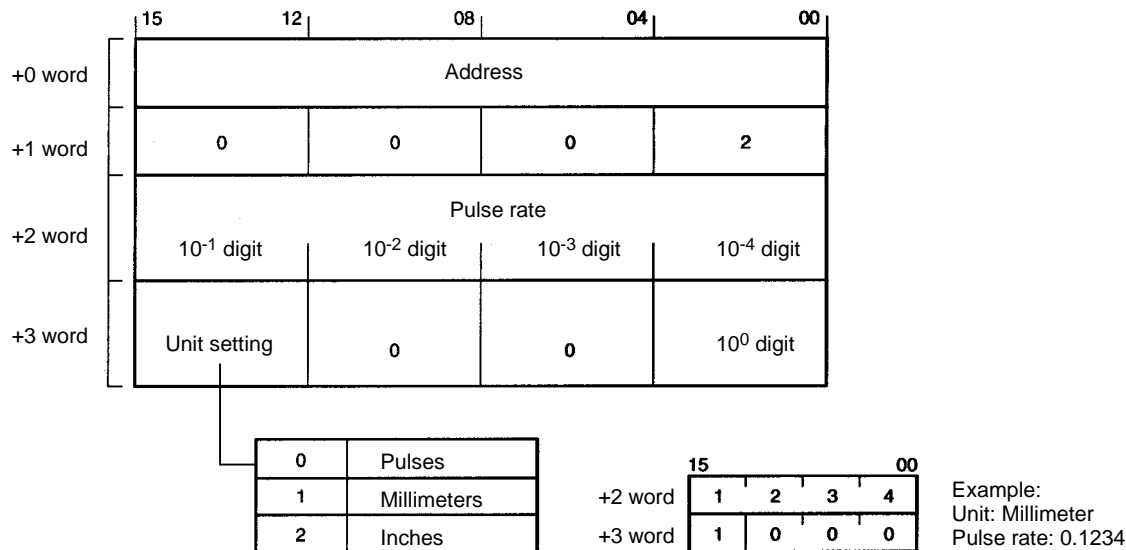 15 12 08 04 00
+0 word Address
+1 word 0 0 0 2
Pulse rate
+2 word 10-1 digit 10-2 digit 10-3 digit 10-4 digit
+3 word Unit setting 0 0 100 digit
0 Pulses
1 Millimeters
2 Inches
15 00
+2 word 1 2 3 4
+3 word 1 0 0 0
Example:
Unit: Millimeter
Pulse rate: 0.1234